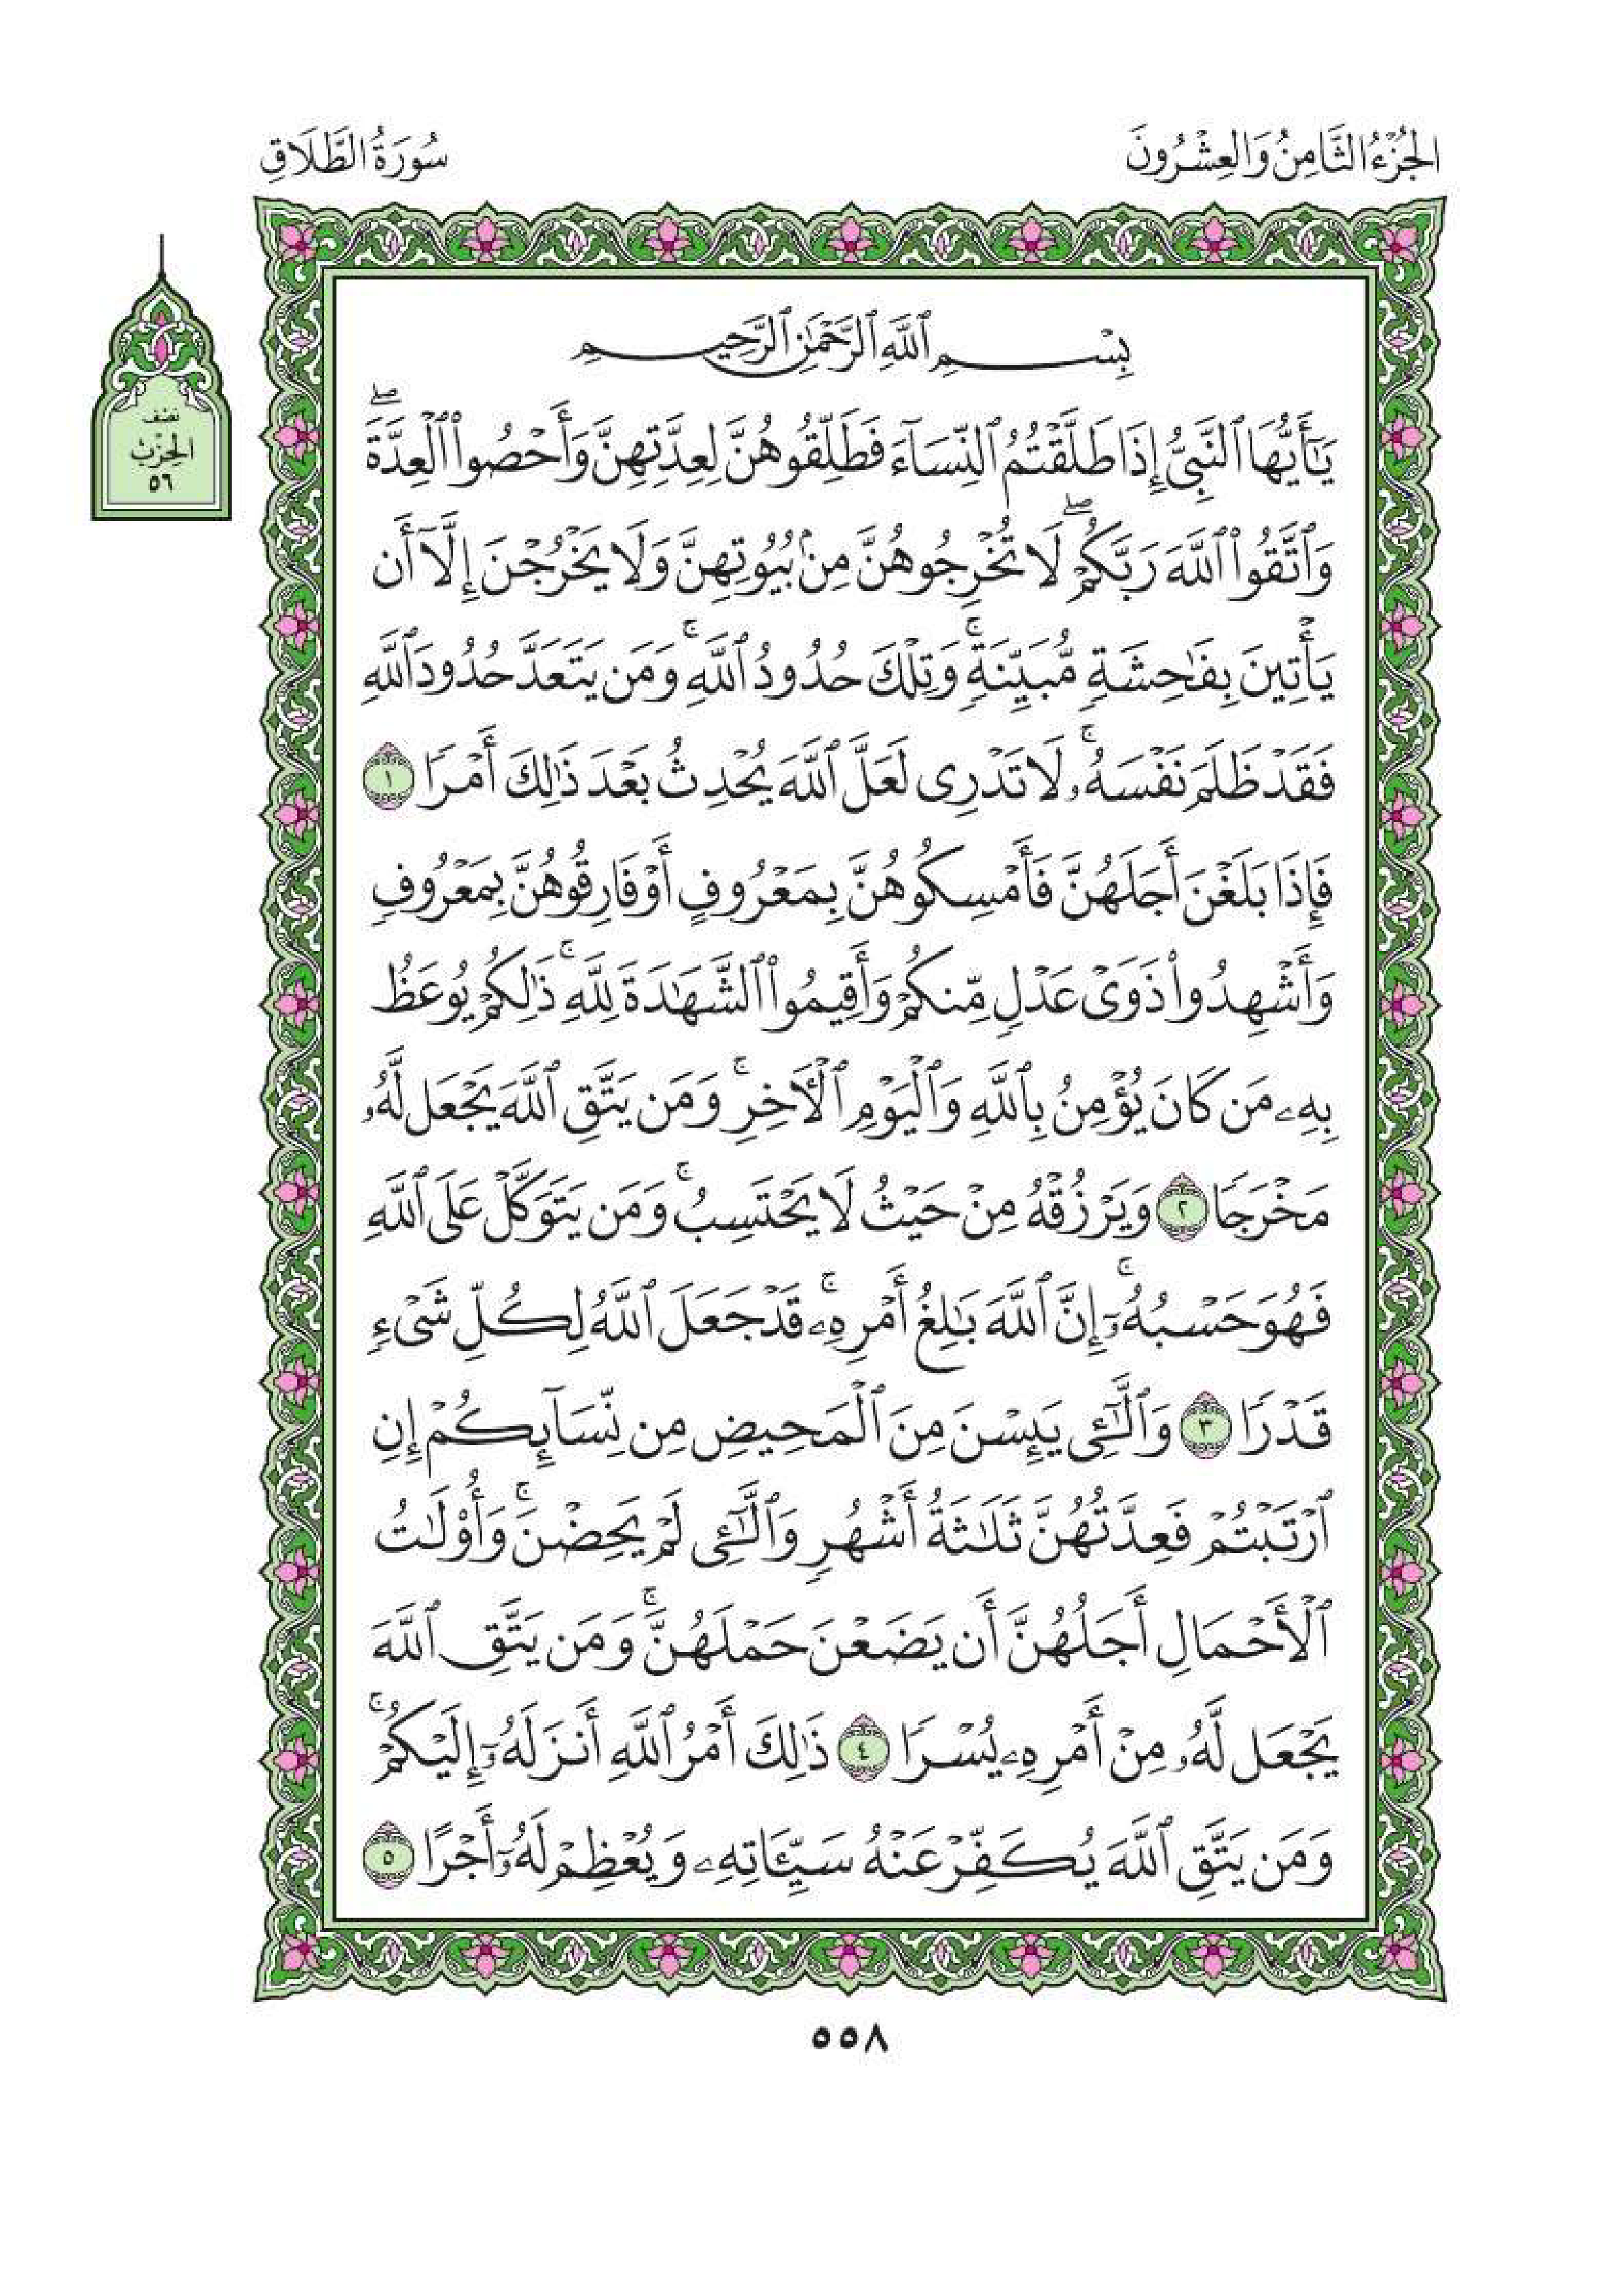 الجُزْءُ الثَّامِنُ وَالعِشْرُونَ
سُورَةُ الطَّلَاقِ
نصْف
الحِزْب
٥٦
بِسْمِ ٱللَّهِ ٱلرَّحْمَٰنِ ٱلرَّحِيمِ
يَٰٓأَيُّهَا ٱلنَّبِىُّ إِذَا طَلَّقْتُمُ ٱلنِّسَآءَ فَطَلِّقُوهُنَّ لِعِدَّتِهِنَّ وَأَحْصُوا۟ ٱلْعِدَّةَ ۖ
وَٱتَّقُوا۟ ٱللَّهَ رَبَّكُمْ ۖ لَا تُخْرِجُوهُنَّ مِنۢ بُيُوتِهِنَّ وَلَا يَخْرُجْنَ إِلَّآ أَن
يَأْتِينَ بِفَٰحِشَةٍ مُّبَيِّنَةٍ ۚ وَتِلْكَ حُدُودُ ٱللَّهِ ۚ وَمَن يَتَعَدَّ حُدُودَ ٱللَّهِ
فَقَدْ ظَلَمَ نَفْسَهُۥ ۚ لَا تَدْرِى لَعَلَّ ٱللَّهَ يُحْدِثُ بَعْدَ ذَٰلِكَ أَمْرًا ١
فَإِذَا بَلَغْنَ أَجَلَهُنَّ فَأَمْسِكُوهُنَّ بِمَعْرُوفٍ أَوْ فَارِقُوهُنَّ بِمَعْرُوفٍ
وَأَشْهِدُوا۟ ذَوَىْ عَدْلٍ مِّنكُمْ وَأَقِيمُوا۟ ٱلشَّهَٰدَةَ لِلَّهِ ۚ ذَٰلِكُمْ يُوعَظُ
بِهِۦ مَن كَانَ يُؤْمِنُ بِٱللَّهِ وَٱلْيَوْمِ ٱلْءَاخِرِ ۚ وَمَن يَتَّقِ ٱللَّهَ يَجْعَل لَّهُۥ
مَخْرَجًا ٢ وَيَرْزُقْهُ مِنْ حَيْثُ لَا يَحْتَسِبُ ۚ وَمَن يَتَوَكَّلْ عَلَى ٱللَّهِ
فَهُوَ حَسْبُهُۥٓ ۚ إِنَّ ٱللَّهَ بَٰلِغُ أَمْرِهِۦ ۚ قَدْ جَعَلَ ٱللَّهُ لِكُلِّ شَىْءٍ
قَدْرًا ٣ وَٱلَّٰٓـِٔى يَئِسْنَ مِنَ ٱلْمَحِيضِ مِن نِّسَآئِكُمْ إِنِ
ٱرْتَبْتُمْ فَعِدَّتُهُنَّ ثَلَٰثَةُ أَشْهُرٍ وَٱلَّٰٓـِٔى لَمْ يَحِضْنَ ۚ وَأُو۟لَٰتُ
ٱلْأَحْمَالِ أَجَلُهُنَّ أَن يَضَعْنَ حَمْلَهُنَّ ۚ وَمَن يَتَّقِ ٱللَّهَ
يَجْعَل لَّهُۥ مِنْ أَمْرِهِۦ يُسْرًا ٤ ذَٰلِكَ أَمْرُ ٱللَّهِ أَنزَلَهُۥٓ إِلَيْكُمْ ۚ
وَمَن يَتَّقِ ٱللَّهَ يُكَفِّرْ عَنْهُ سَيِّـَٔاتِهِۦ وَيُعْظِمْ لَهُۥٓ أَجْرًا ٥
٥٥٨